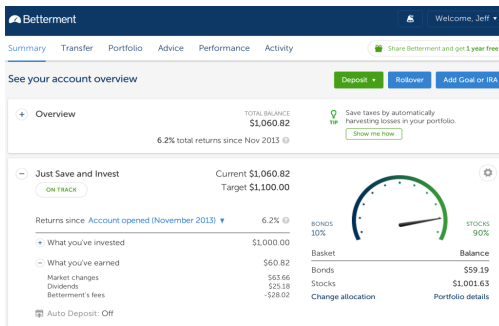 Betterment
Welcome, Jeff ▾
Summary Transfer Portfolio Advice Performance Activity
Share Betterment and get 1 year free
See your account overview
Deposit ▾ Rollover Add Goal or IRA
Overview
TOTAL BALANCE
$1,060.82
6.2% total returns since Nov 2013
TIP
Save taxes by automatically
harvesting losses in your portfolio.
Show me how
Just Save and Invest
ON TRACK
Current $1,060.82
Target $1,100.00
Returns since Account opened (November 2013) ▾ 6.2%
What you've invested $1,000.00
What you've earned $60.82
Market changes $63.66
Dividends $25.18
Betterment's fees -$28.02
Auto Deposit: Off
BONDS
10%
STOCKS
90%
Basket Balance
Bonds $59.19
Stocks $1,001.63
Change allocation Portfolio details